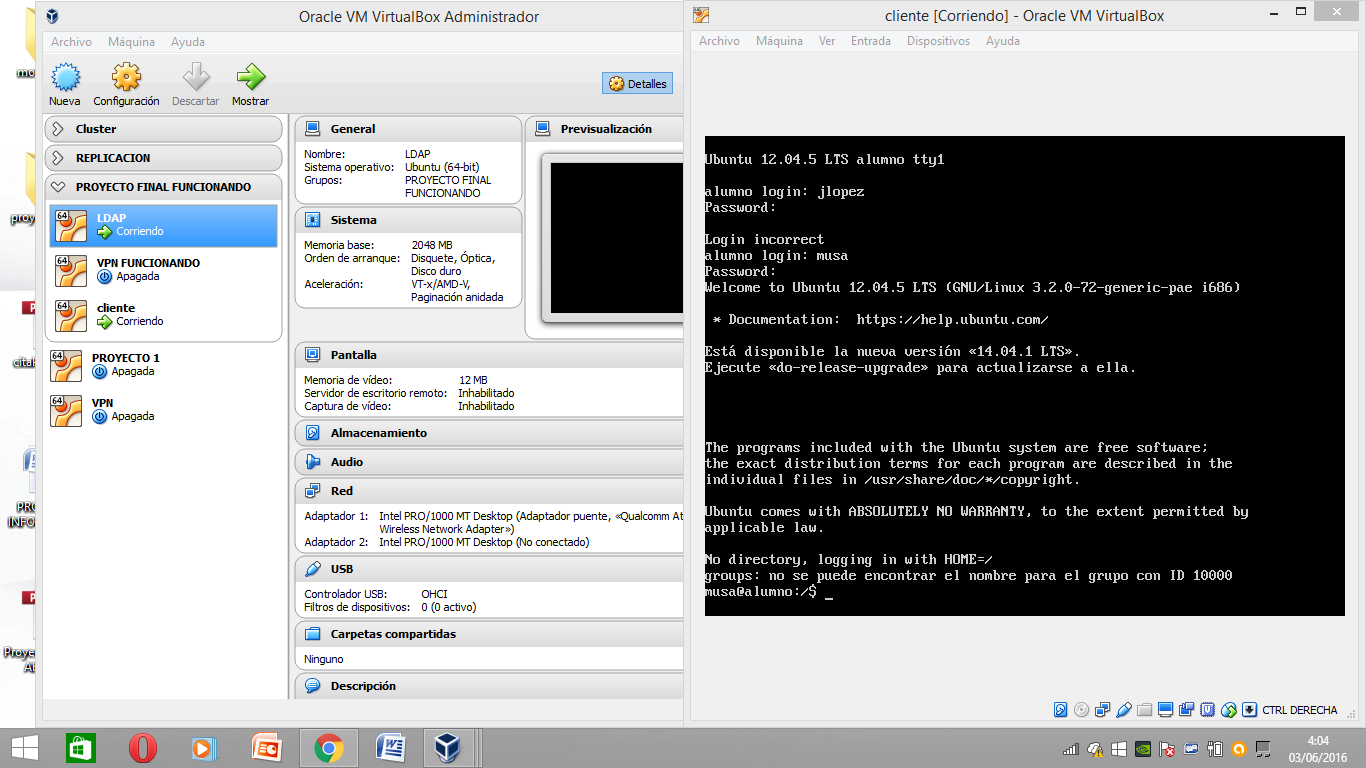 Oracle VM VirtualBox Administrador
Archivo Máquina Ayuda
Nueva Configuración Descartar Mostrar
Detalles
Cluster
REPLICACION
PROYECTO FINAL FUNCIONANDO
64 LDAP
Corriendo
64 VPN FUNCIONANDO
Apagada
64 cliente
Corriendo
64 PROYECTO 1
Apagada
64 VPN
Apagada
General
Nombre: LDAP
Sistema operativo: Ubuntu (64-bit)
Grupos: PROYECTO FINAL
FUNCIONANDO
Previsualización
Sistema
Memoria base: 2048 MB
Orden de arranque: Disquete, Óptica,
Disco duro
Aceleración: VT-x/AMD-V,
Paginación anidada
Pantalla
Memoria de vídeo: 12 MB
Servidor de escritorio remoto: Inhabilitado
Captura de vídeo: Inhabilitado
Almacenamiento
Audio
Red
Adaptador 1: Intel PRO/1000 MT Desktop (Adaptador puente, «Qualcomm At
Wireless Network Adapter»)
Adaptador 2: Intel PRO/1000 MT Desktop (No conectado)
USB
Controlador USB: OHCI
Filtros de dispositivos: 0 (0 activo)
Carpetas compartidas
Ninguno
Descripción
cliente [Corriendo] - Oracle VM VirtualBox
Archivo Máquina Ver Entrada Dispositivos Ayuda
Ubuntu 12.04.5 LTS alumno tty1
alumno login: jlopez
Password:
Login incorrect
alumno login: musa
Password:
Welcome to Ubuntu 12.04.5 LTS (GNU/Linux 3.2.0-72-generic-pae i686)
* Documentation: https://help.ubuntu.com/
Está disponible la nueva versión «14.04.1 LTS».
Ejecute «do-release-upgrade» para actualizarse a ella.
The programs included with the Ubuntu system are free software;
the exact distribution terms for each program are described in the
individual files in /usr/share/doc/*/copyright.
Ubuntu comes with ABSOLUTELY NO WARRANTY, to the extent permitted by
applicable law.
No directory, logging in with HOME=/
groups: no se puede encontrar el nombre para el grupo con ID 10000
musa@alumno:/$ _
CTRL DERECHA
4:04
03/06/2016